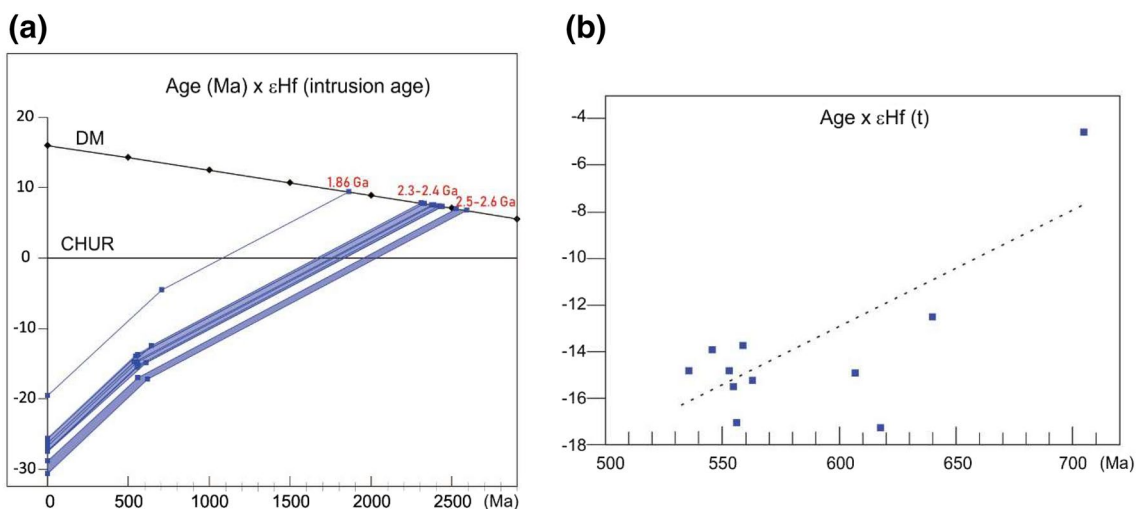 (a)
Age (Ma) x εHf (intrusion age)
20
DM
10
1.86 Ga
2.3–2.4 Ga
2.5–2.6 Ga
CHUR
0
-10
-20
-30
0 500 1000 1500 2000 2500 (Ma)
(b)
Age x εHf (t)
-4
-6
-8
-10
-12
-14
-16
-18
500 550 600 650 700 (Ma)